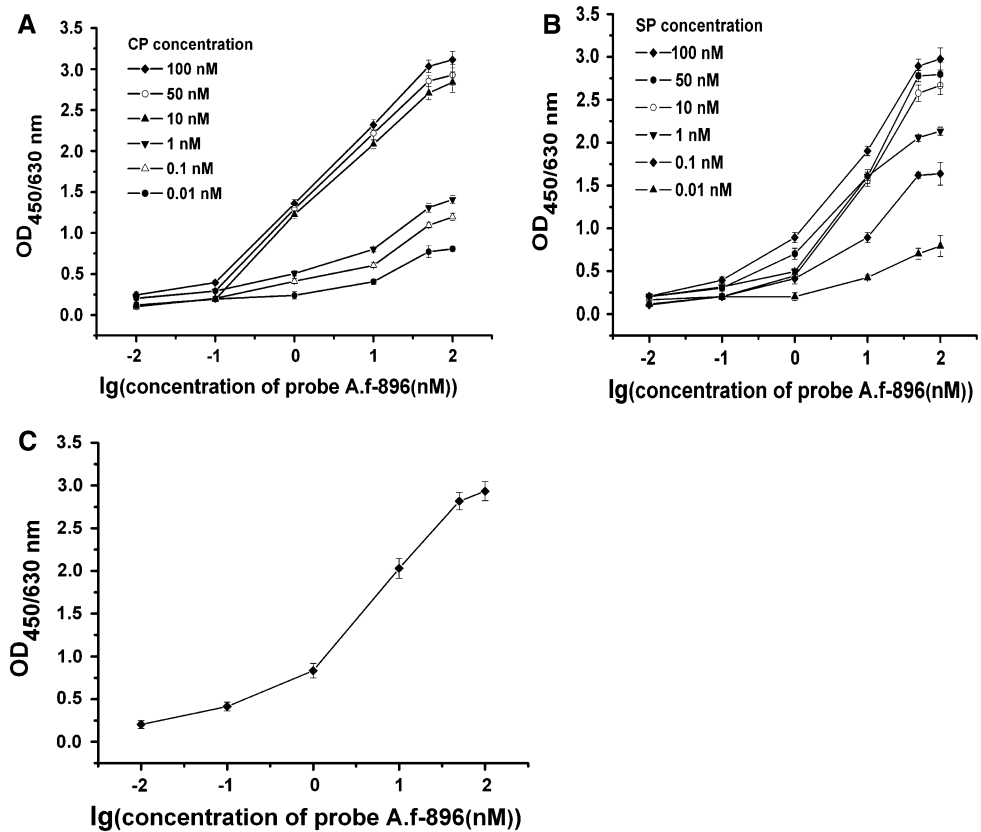 A
CP concentration
100 nM
50 nM
10 nM
1 nM
0.1 nM
0.01 nM
3.5
3.0
2.5
2.0
1.5
1.0
0.5
0.0
OD450/630 nm
-2 -1 0 1 2
lg(concentration of probe A.f-896(nM))
B
SP concentration
100 nM
50 nM
10 nM
1 nM
0.1 nM
0.01 nM
3.5
3.0
2.5
2.0
1.5
1.0
0.5
0.0
OD450/630 nm
-2 -1 0 1 2
lg(concentration of probe A.f-896(nM))
C
3.5
3.0
2.5
2.0
1.5
1.0
0.5
0.0
OD450/630 nm
-2 -1 0 1 2
lg(concentration of probe A.f-896(nM))